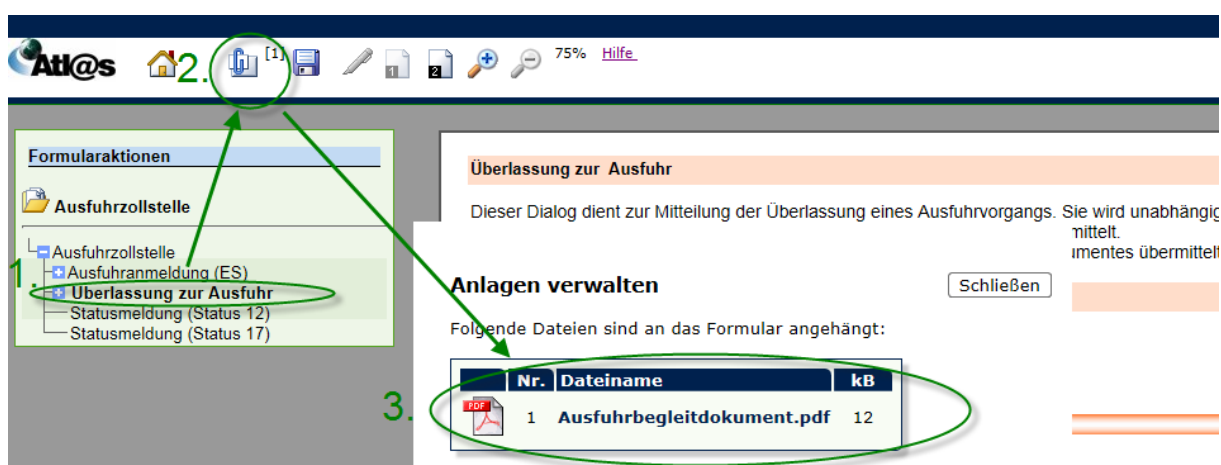 Atl@s
2.
[1]
1
2
75%
Hilfe
Formularaktionen
Ausfuhrzollstelle
Ausfuhrzollstelle
1.
Ausfuhranmeldung (ES)
Überlassung zur Ausfuhr
Statusmeldung (Status 12)
Statusmeldung (Status 17)
Überlassung zur Ausfuhr
Dieser Dialog dient zur Mitteilung der Überlassung eines Ausfuhrvorgangs. Sie wird unabhängig
mittelt.
umentes übermittelt
Anlagen verwalten
Schließen
Folgende Dateien sind an das Formular angehängt:
3.
Nr. Dateiname kB
PDF 1 Ausfuhrbegleitdokument.pdf 12